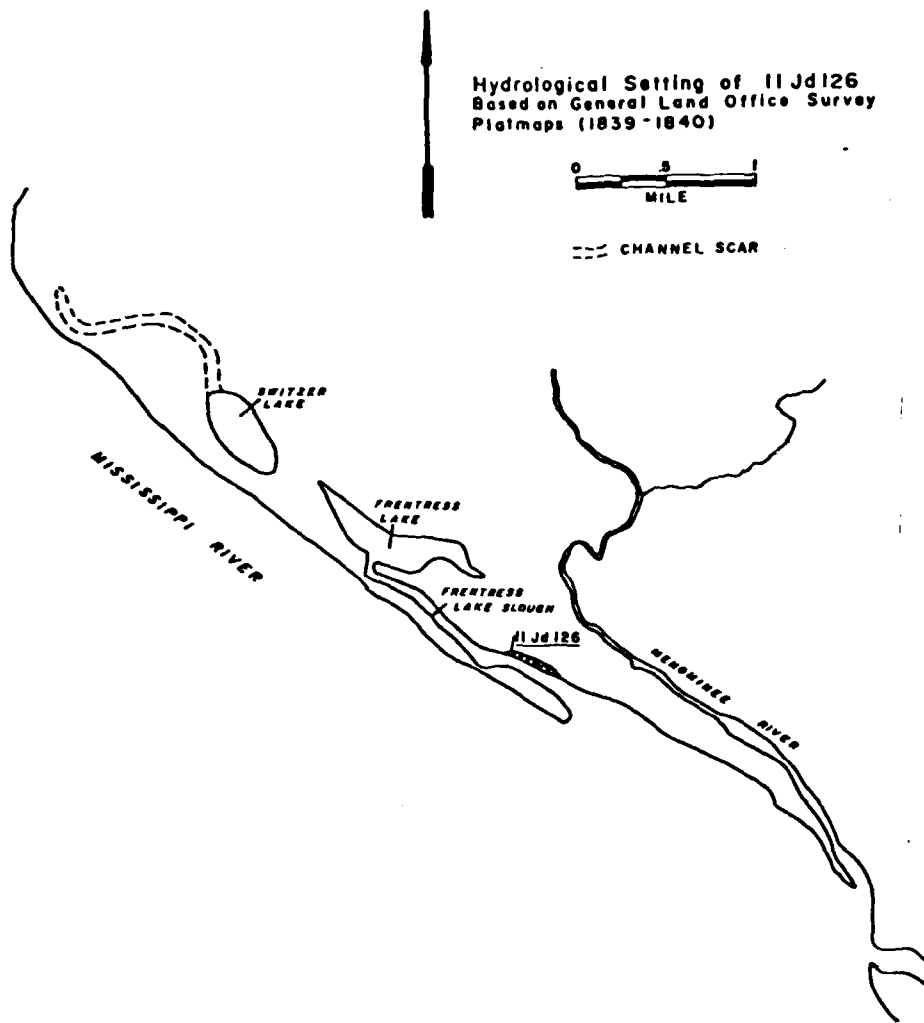 Hydrological Setting of 11 Jd 126
Based on General Land Office Survey
Platmaps (1839-1840)
0 .5 1
MILE
CHANNEL SCAR
SWITZER
LAKE
MISSISSIPPI RIVER
FRENTRESS
LAKE
FRENTRESS
LAKE SLOUGH
11 Jd 126
MENOMINEE
RIVER